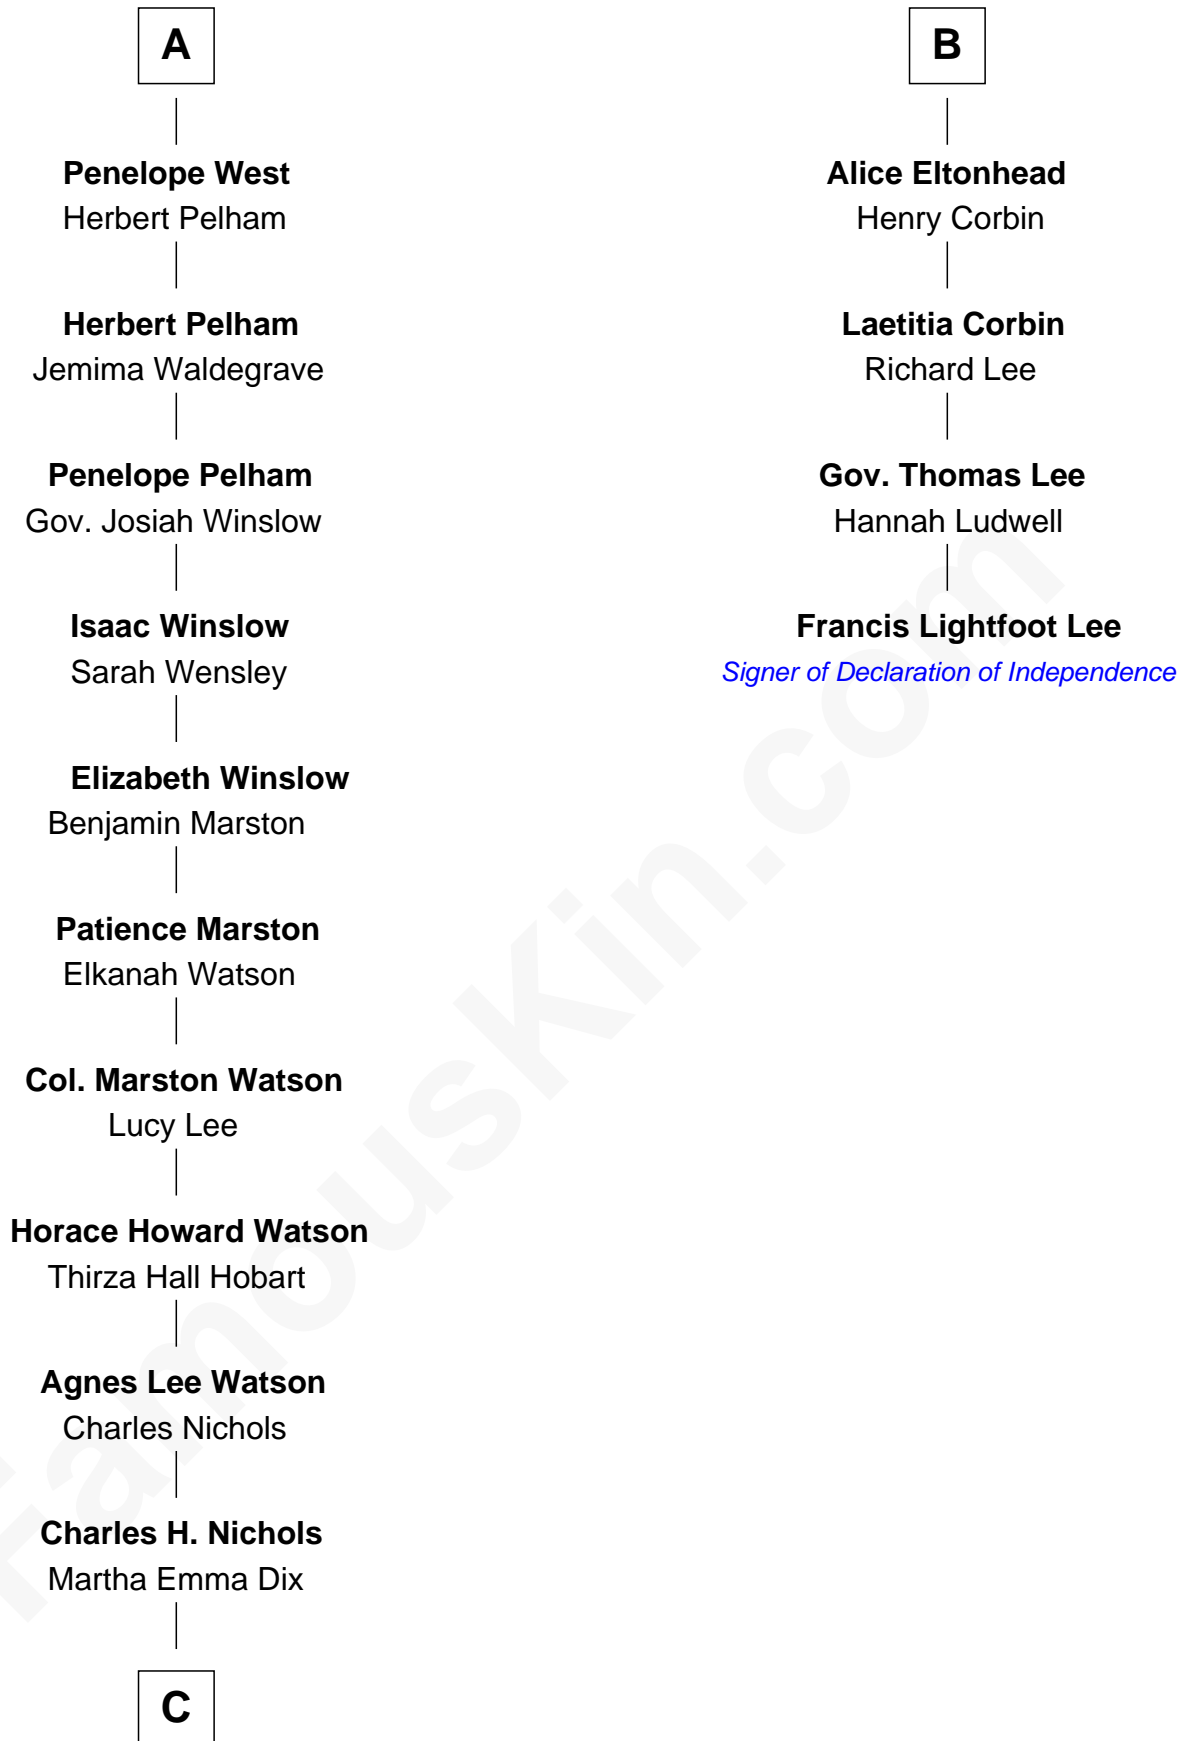 A
Penelope West
Herbert Pelham
Herbert Pelham
Jemima Waldegrave
Penelope Pelham
Gov. Josiah Winslow
Isaac Winslow
Sarah Wensley
Elizabeth Winslow
Benjamin Marston
Patience Marston
Elkanah Watson
Col. Marston Watson
Lucy Lee
Horace Howard Watson
Thirza Hall Hobart
Agnes Lee Watson
Charles Nichols
Charles H. Nichols
Martha Emma Dix
C
B
Alice Eltonhead
Henry Corbin
Laetitia Corbin
Richard Lee
Gov. Thomas Lee
Hannah Ludwell
Francis Lightfoot Lee
Signer of Declaration of Independence
FamousKin.com